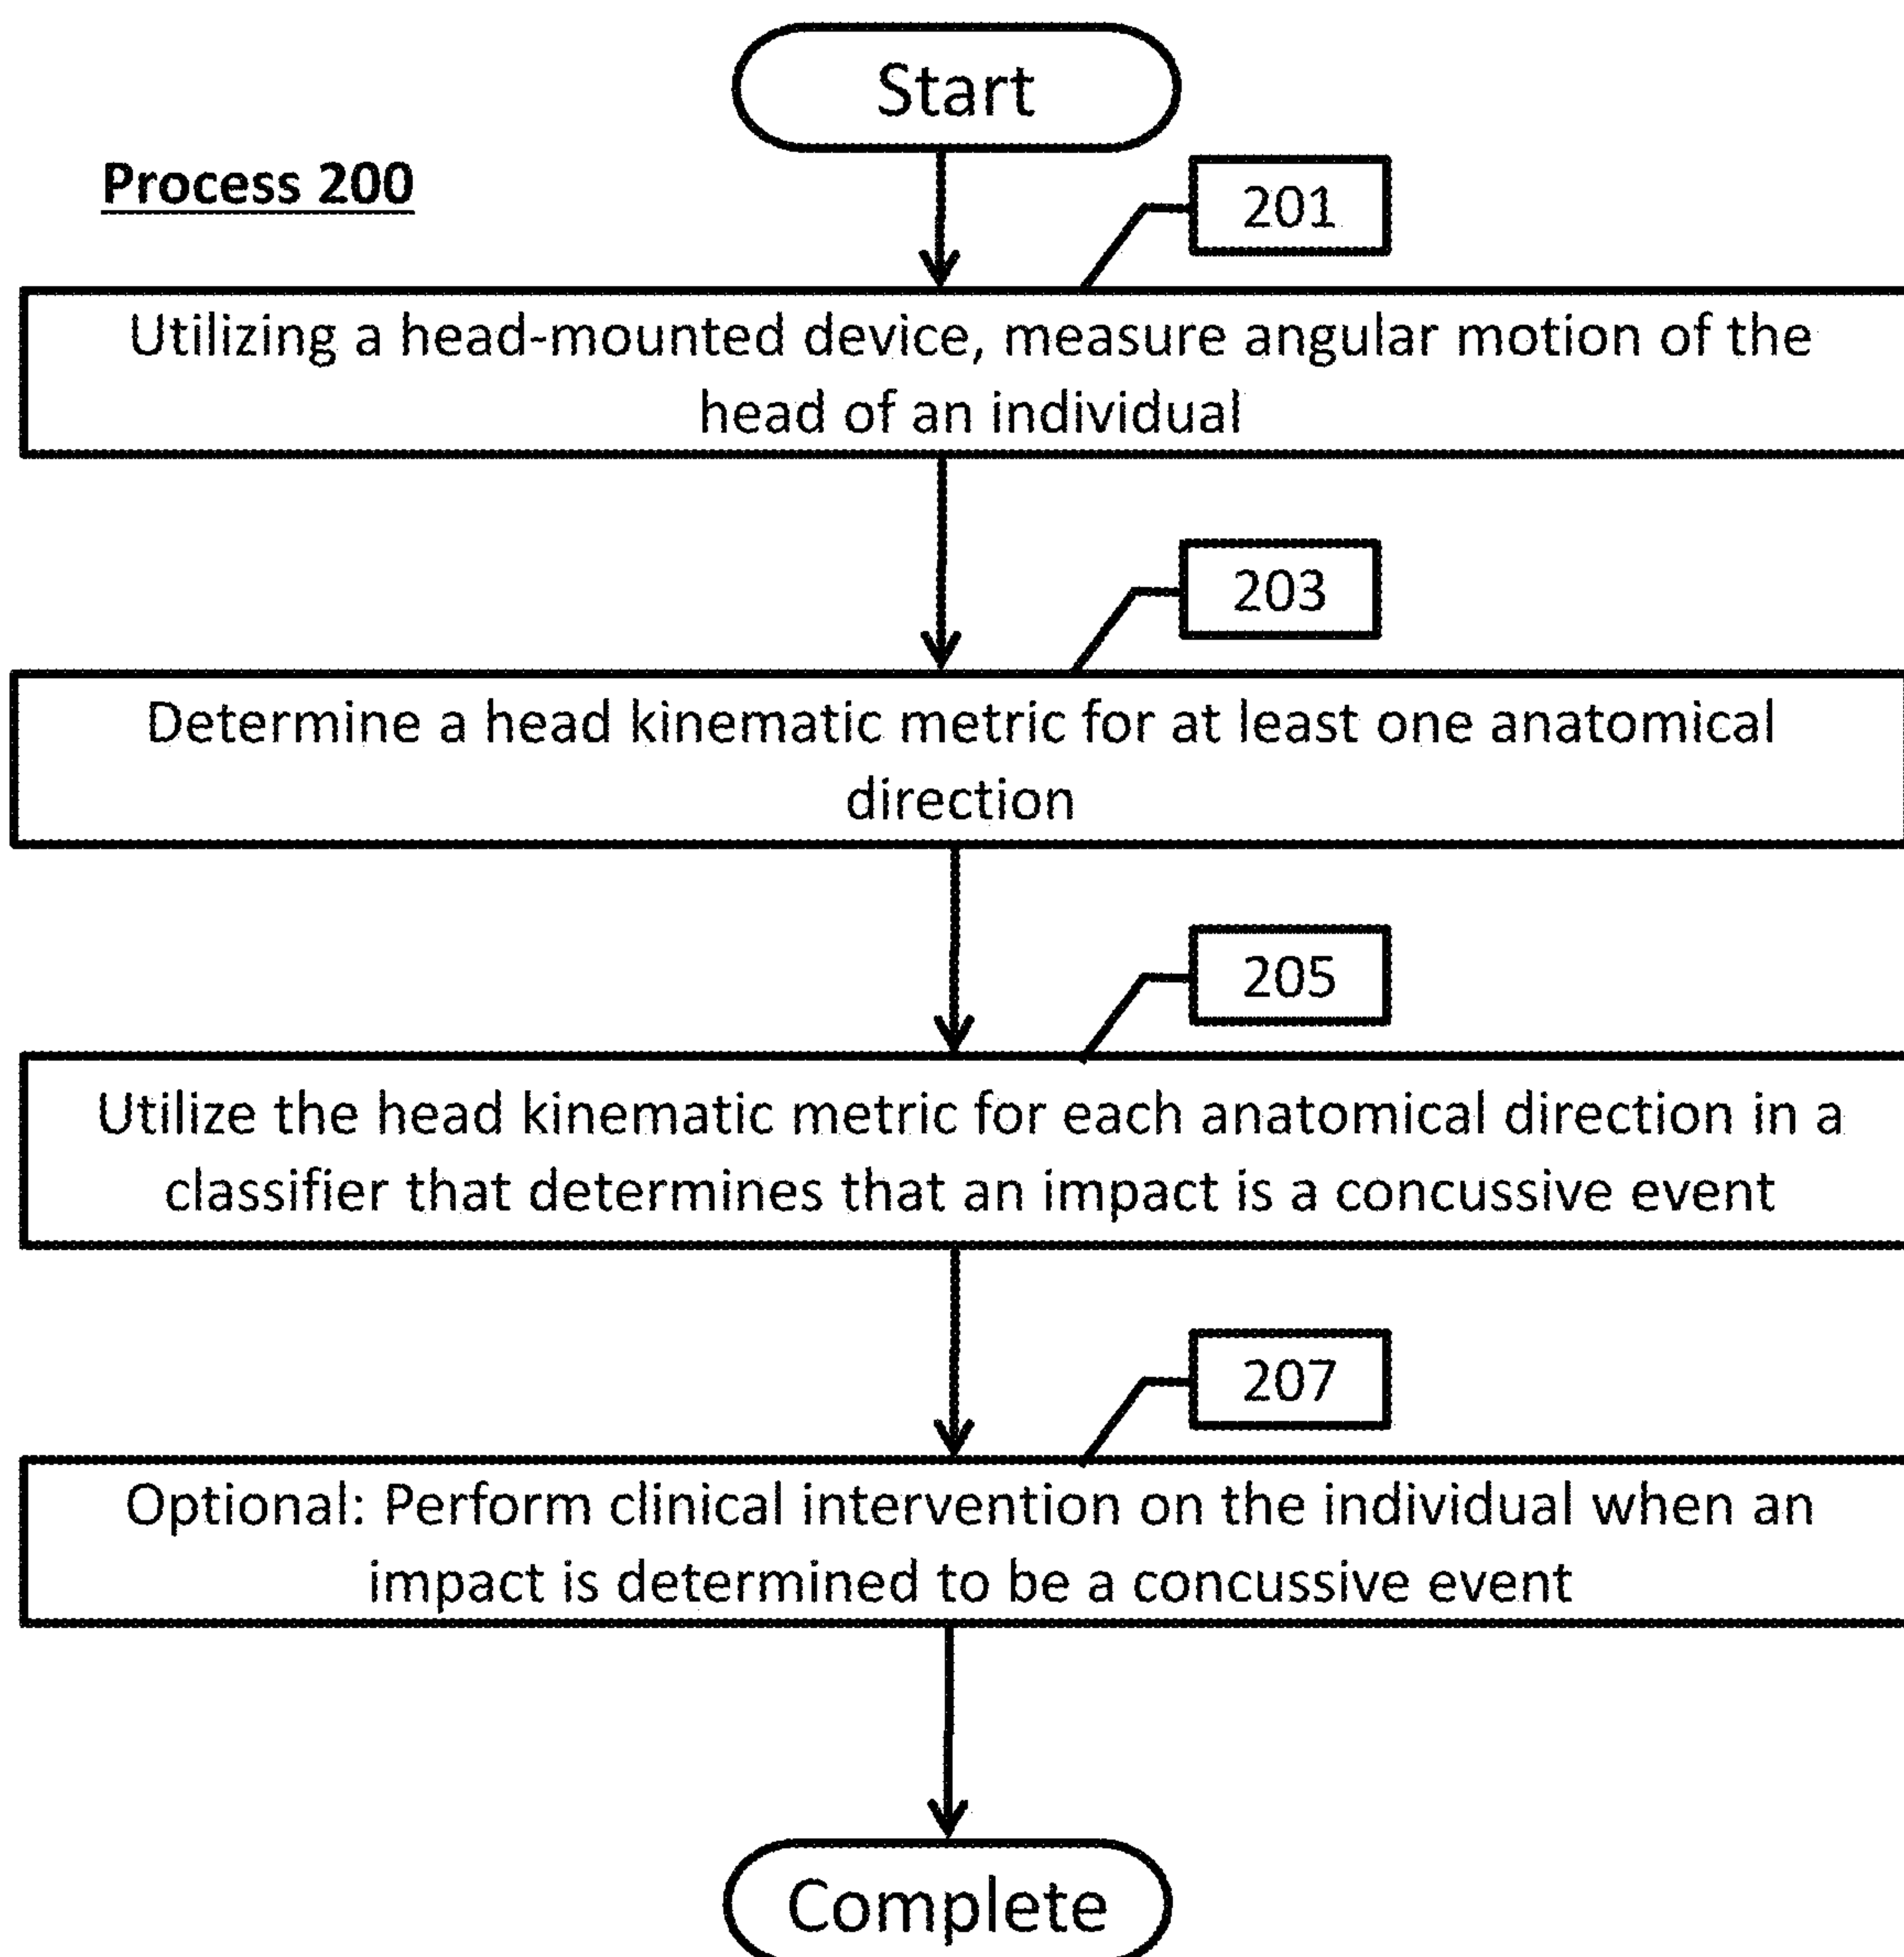 Start
Process 200
201
Utilizing a head-mounted device, measure angular motion of the
head of an individual
203
Determine a head kinematic metric for at least one anatomical
direction
205
Utilize the head kinematic metric for each anatomical direction in a
classifier that determines that an impact is a concussive event
207
Optional: Perform clinical intervention on the individual when an
impact is determined to be a concussive event
Complete